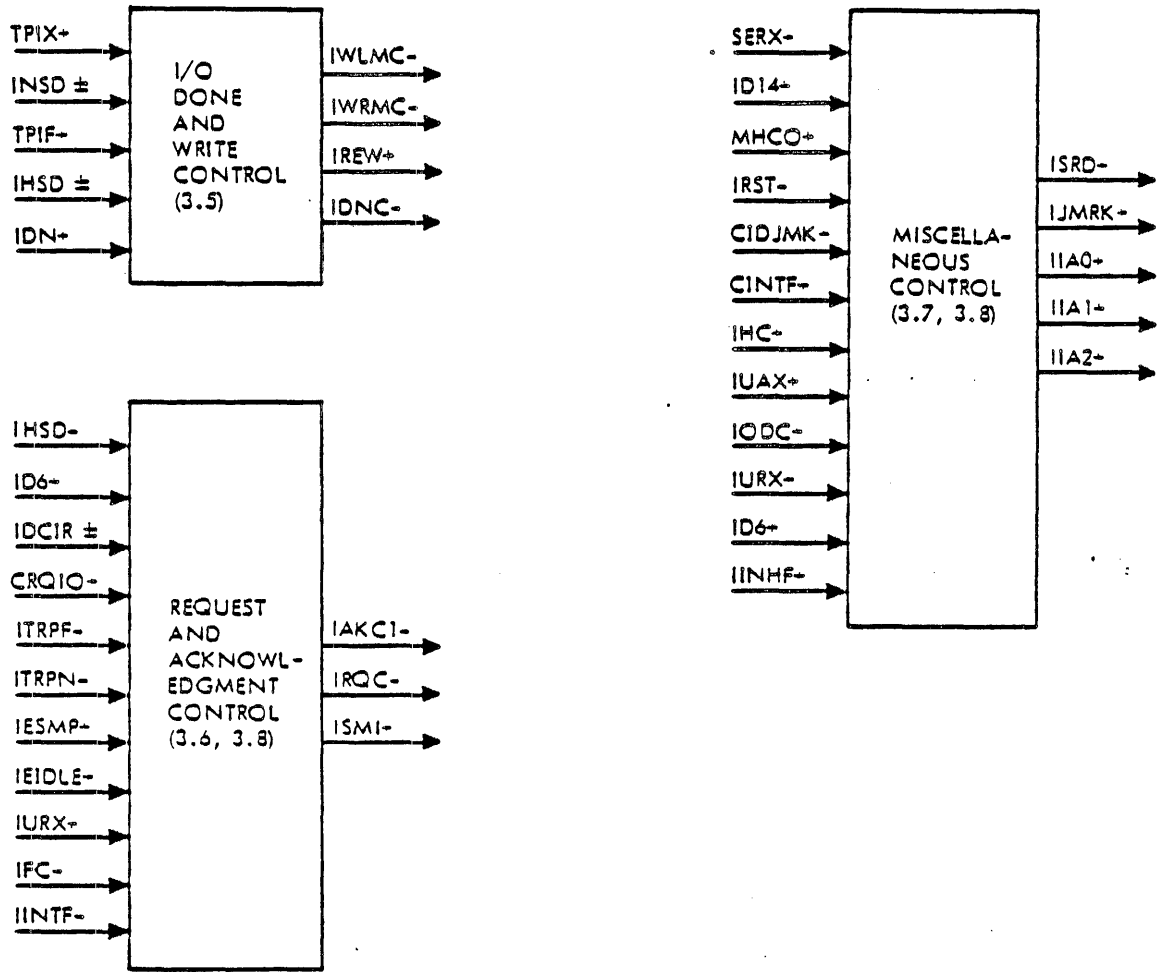 TPIX+
INSD ±
TPIF+
IHSD ±
IDN+
I/O
DONE
AND
WRITE
CONTROL
(3.5)
IWLMC-
IWRMC-
IREW+
IDNC-
IHSD-
ID6+
IDCIR ±
CRQIO-
ITRPF-
ITRPN-
IESMP+
IEIDLE-
IURX+
IFC-
IINTF-
REQUEST
AND
ACKNOWL-
EDGMENT
CONTROL
(3.6, 3.8)
IAKC1-
IRQC-
ISMI-
SERX-
ID14+
MHCO+
IRST-
CIDJMK-
CINTF+
IHC+
IUAX+
IODC-
IURX-
ID6+
IINHF+
MISCELLA-
NEOUS
CONTROL
(3.7, 3.8)
ISRD-
IJMRK+
IIA0+
IIA1+
IIA2+